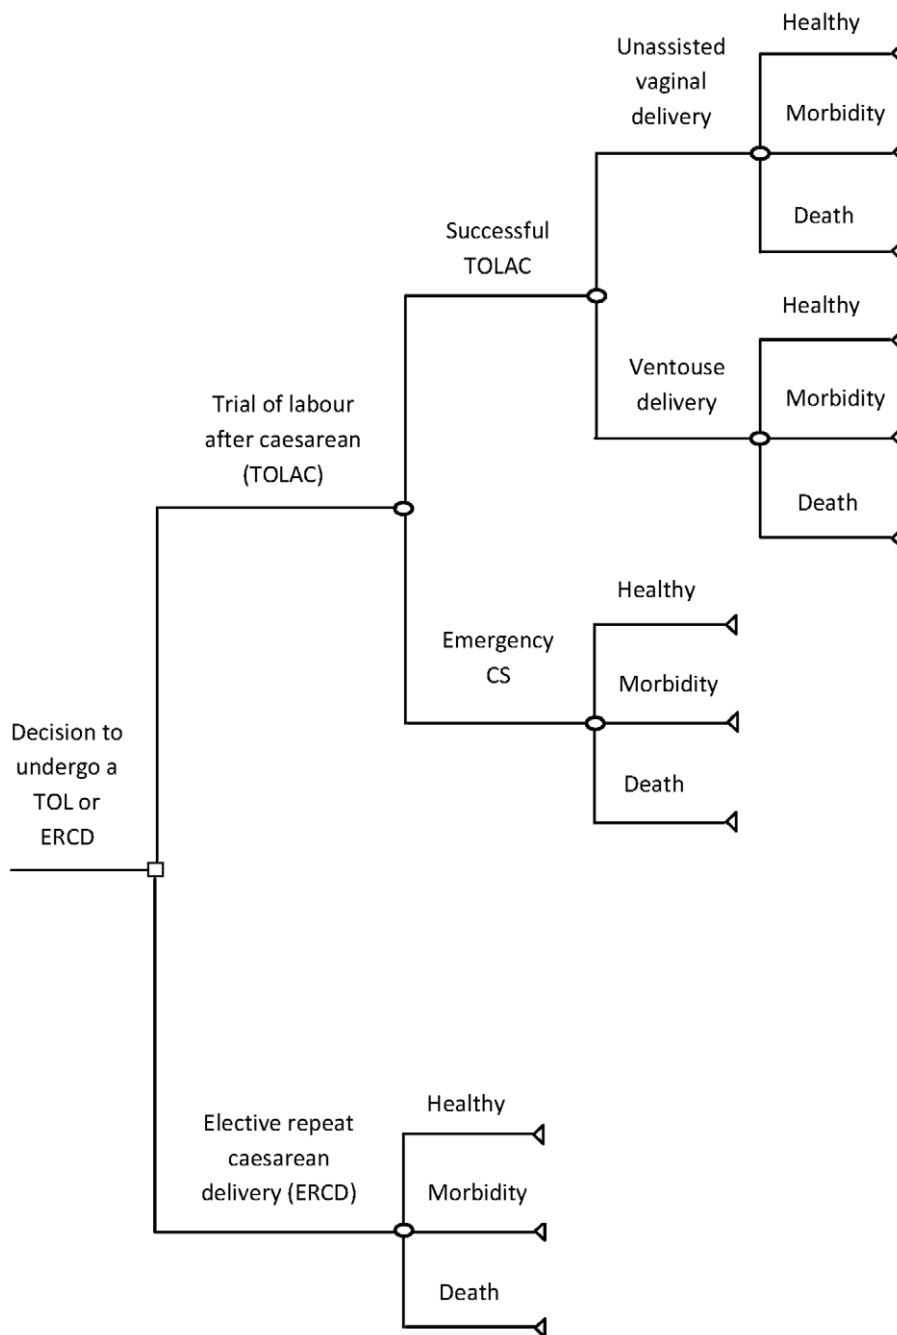 Healthy
Unassisted
vaginal
delivery
Morbidity
Death
Successful
TOLAC
Healthy
Ventouse
delivery
Morbidity
Trial of labour
after caesarean
(TOLAC)
Death
Healthy
Emergency
CS
Morbidity
Decision to
undergo a
TOL or
ERCD
Death
Healthy
Elective repeat
caesarean
delivery (ERCD)
Morbidity
Death